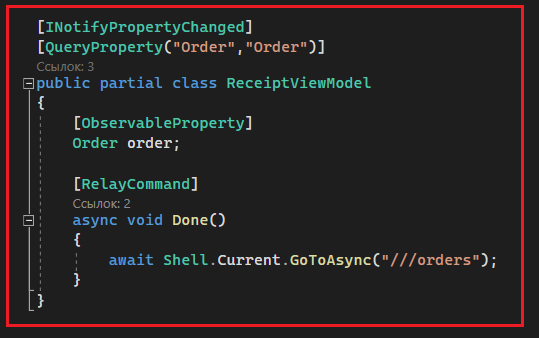 [INotifyPropertyChanged]
[QueryProperty("Order","Order")]
Ссылок: 3
public partial class ReceiptViewModel
{
[ObservableProperty]
Order order;
[RelayCommand]
Ссылок: 2
async void Done()
{
await Shell.Current.GoToAsync("///orders");
}
}